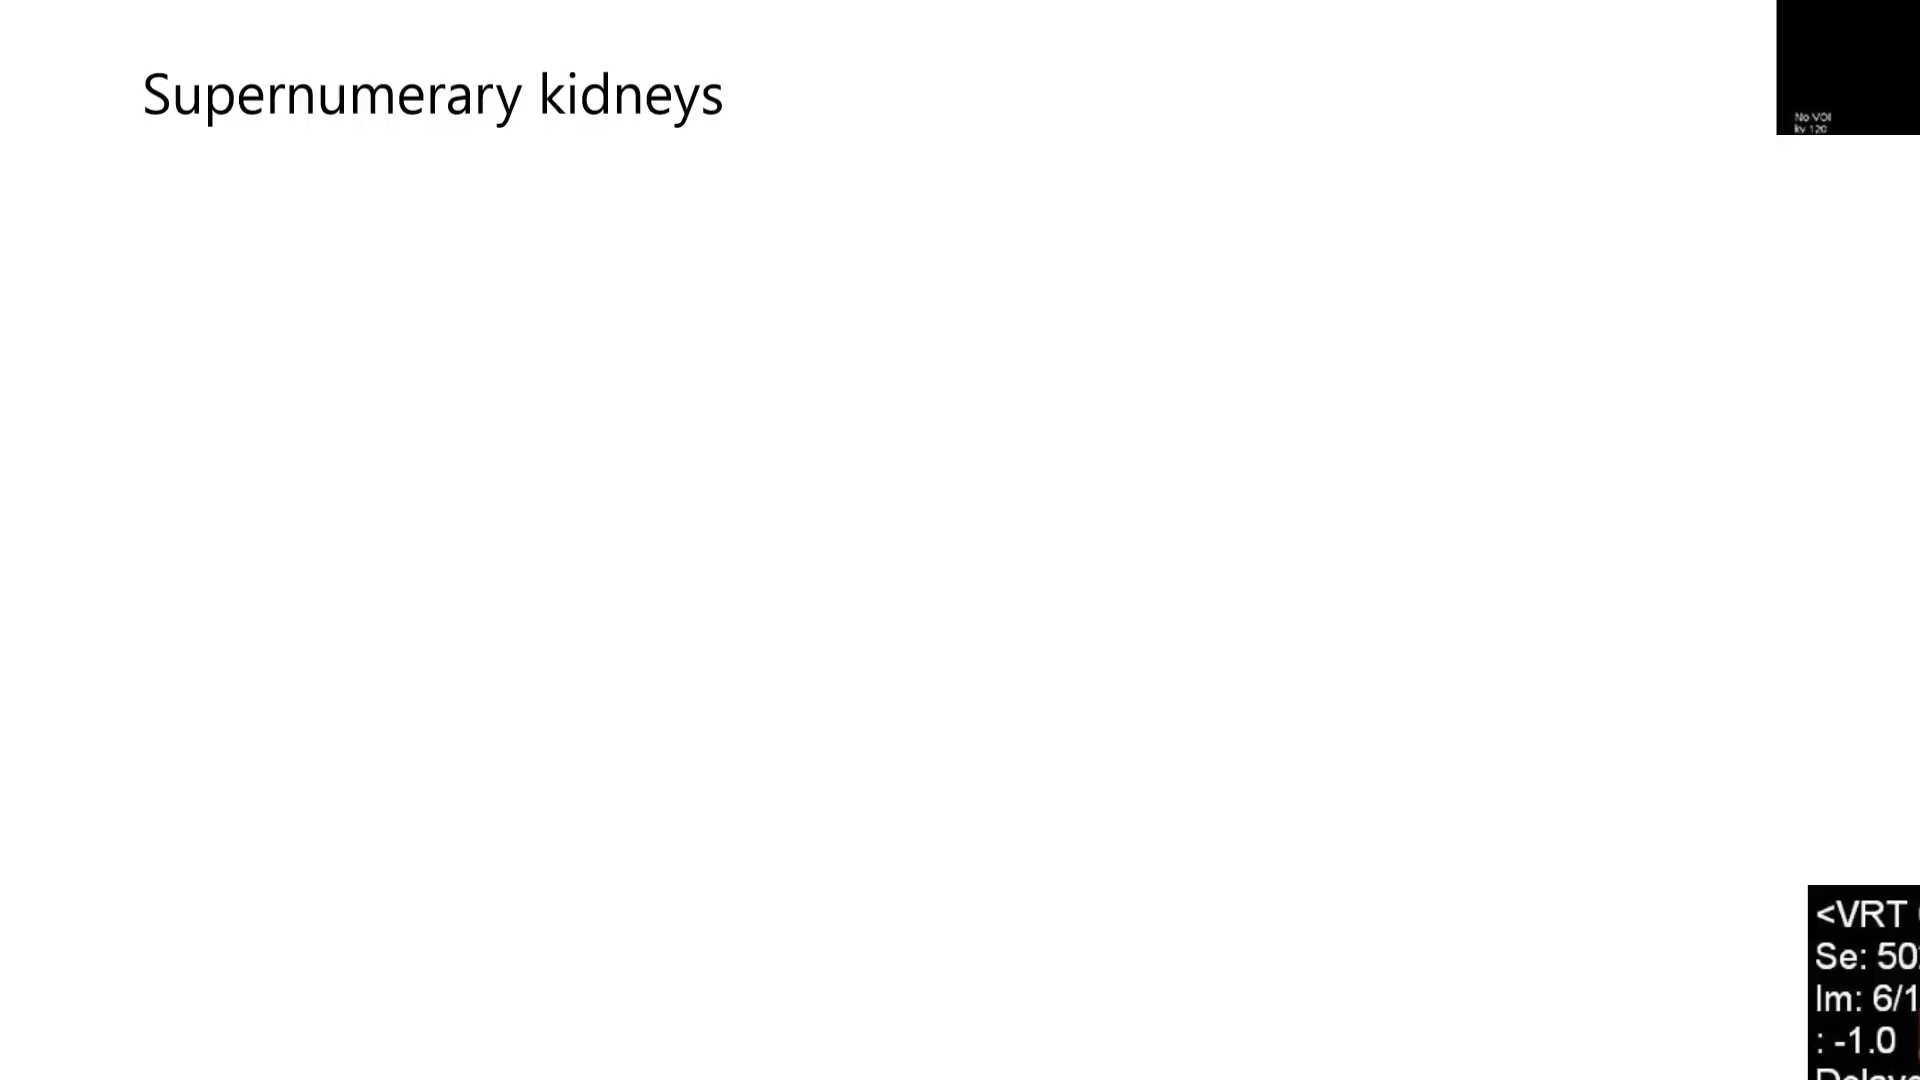 Supernumerary kidneys
No VOI
kv 120
<VRT
Se: 50
Im: 6/1
: -1.0